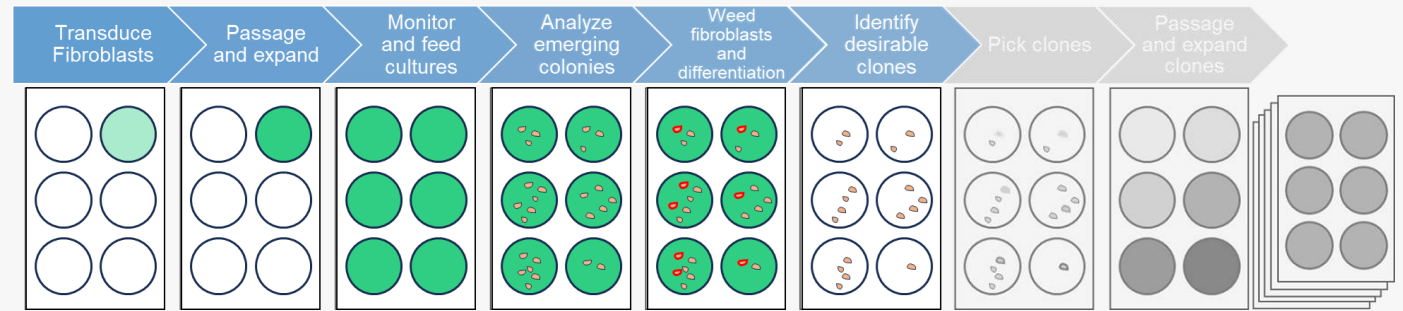 Transduce
Fibroblasts
Passage
and expand
Monitor
and feed
cultures
Analyze
emerging
colonies
Weed
fibroblasts
and
differentiation
Identify
desirable
clones
Pick clones
Passage
and expand
clones